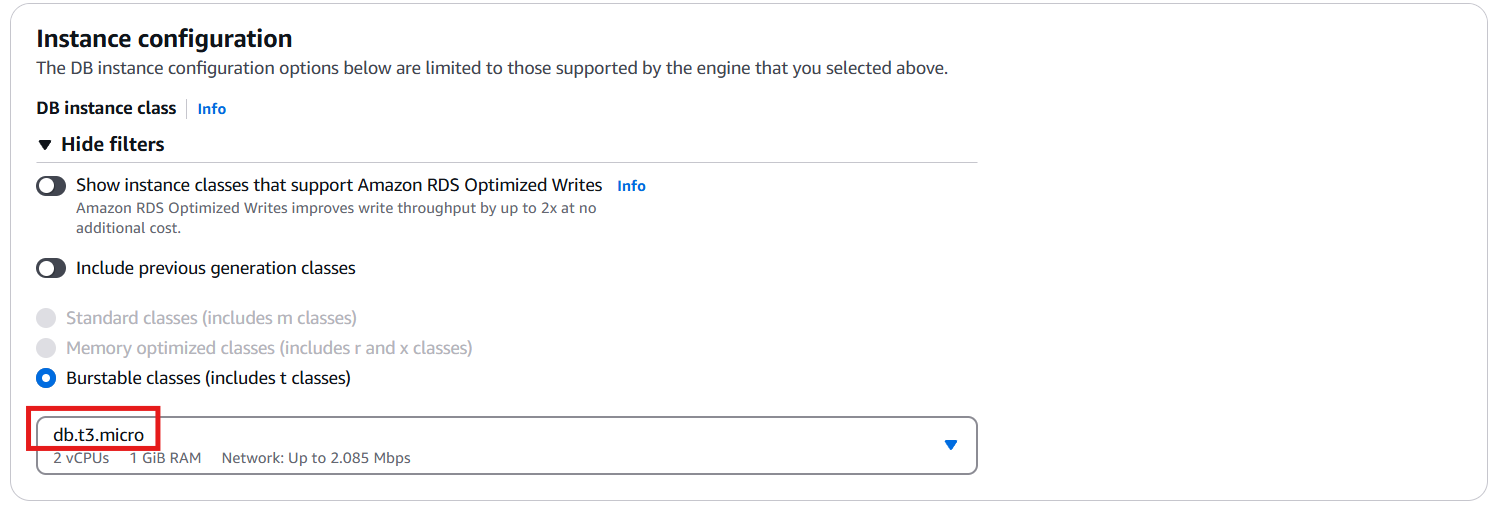 Instance configuration
The DB instance configuration options below are limited to those supported by the engine that you selected above.
DB instance class Info
Hide filters
Show instance classes that support Amazon RDS Optimized Writes Info
Amazon RDS Optimized Writes improves write throughput by up to 2x at no
additional cost.
Include previous generation classes
Standard classes (includes m classes)
Memory optimized classes (includes r and x classes)
Burstable classes (includes t classes)
db.t3.micro
2 vCPUs 1 GiB RAM Network: Up to 2.085 Mbps